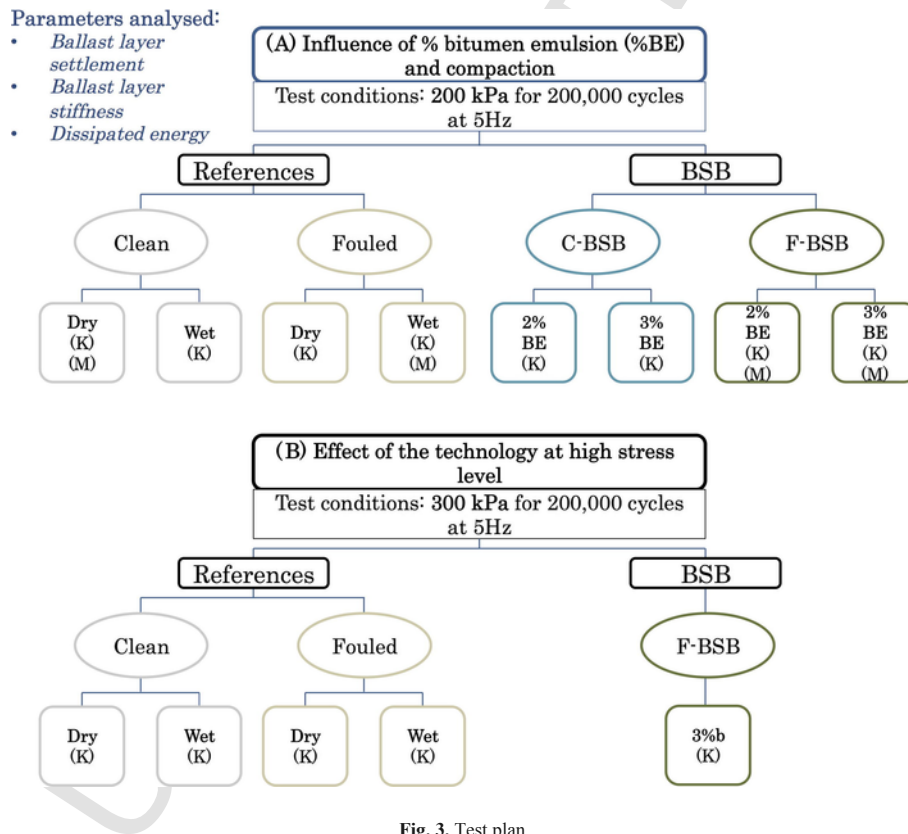 Parameters analysed:
• Ballast layer
settlement
• Ballast layer
stiffness
• Dissipated energy
(A) Influence of % bitumen emulsion (%BE)
and compaction
Test conditions: 200 kPa for 200,000 cycles
at 5Hz
References
BSB
Clean
Fouled
C-BSB
F-BSB
Dry
(K)
(M)
Wet
(K)
Dry
(K)
Wet
(K)
(M)
2%
BE
(K)
3%
BE
(K)
2%
BE
(K)
(M)
3%
BE
(K)
(M)
(B) Effect of the technology at high stress
level
Test conditions: 300 kPa for 200,000 cycles
at 5Hz
References
BSB
Clean
Fouled
F-BSB
Dry
(K)
Wet
(K)
Dry
(K)
Wet
(K)
3%b
(K)
Fig. 3. Test plan